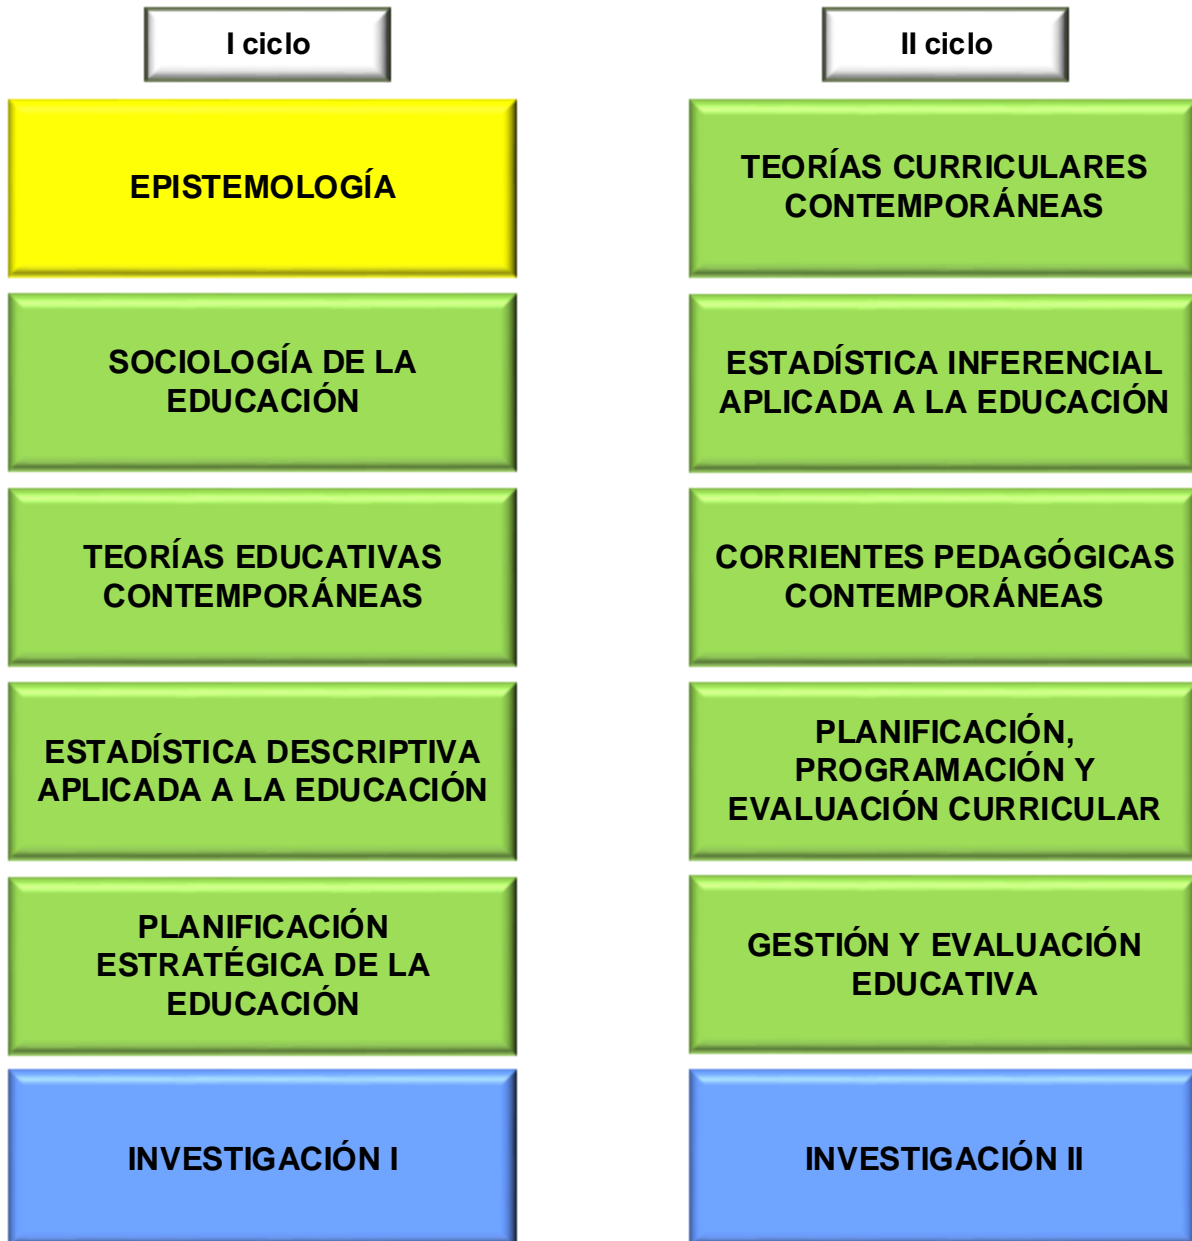 I ciclo
EPISTEMOLOGÍA
SOCIOLOGÍA DE LA
EDUCACIÓN
TEORÍAS EDUCATIVAS
CONTEMPORÁNEAS
ESTADÍSTICA DESCRIPTIVA
APLICADA A LA EDUCACIÓN
PLANIFICACIÓN
ESTRATÉGICA DE LA
EDUCACIÓN
INVESTIGACIÓN I
II ciclo
TEORÍAS CURRICULARES
CONTEMPORÁNEAS
ESTADÍSTICA INFERENCIAL
APLICADA A LA EDUCACIÓN
CORRIENTES PEDAGÓGICAS
CONTEMPORÁNEAS
PLANIFICACIÓN,
PROGRAMACIÓN Y
EVALUACIÓN CURRICULAR
GESTIÓN Y EVALUACIÓN
EDUCATIVA
INVESTIGACIÓN II